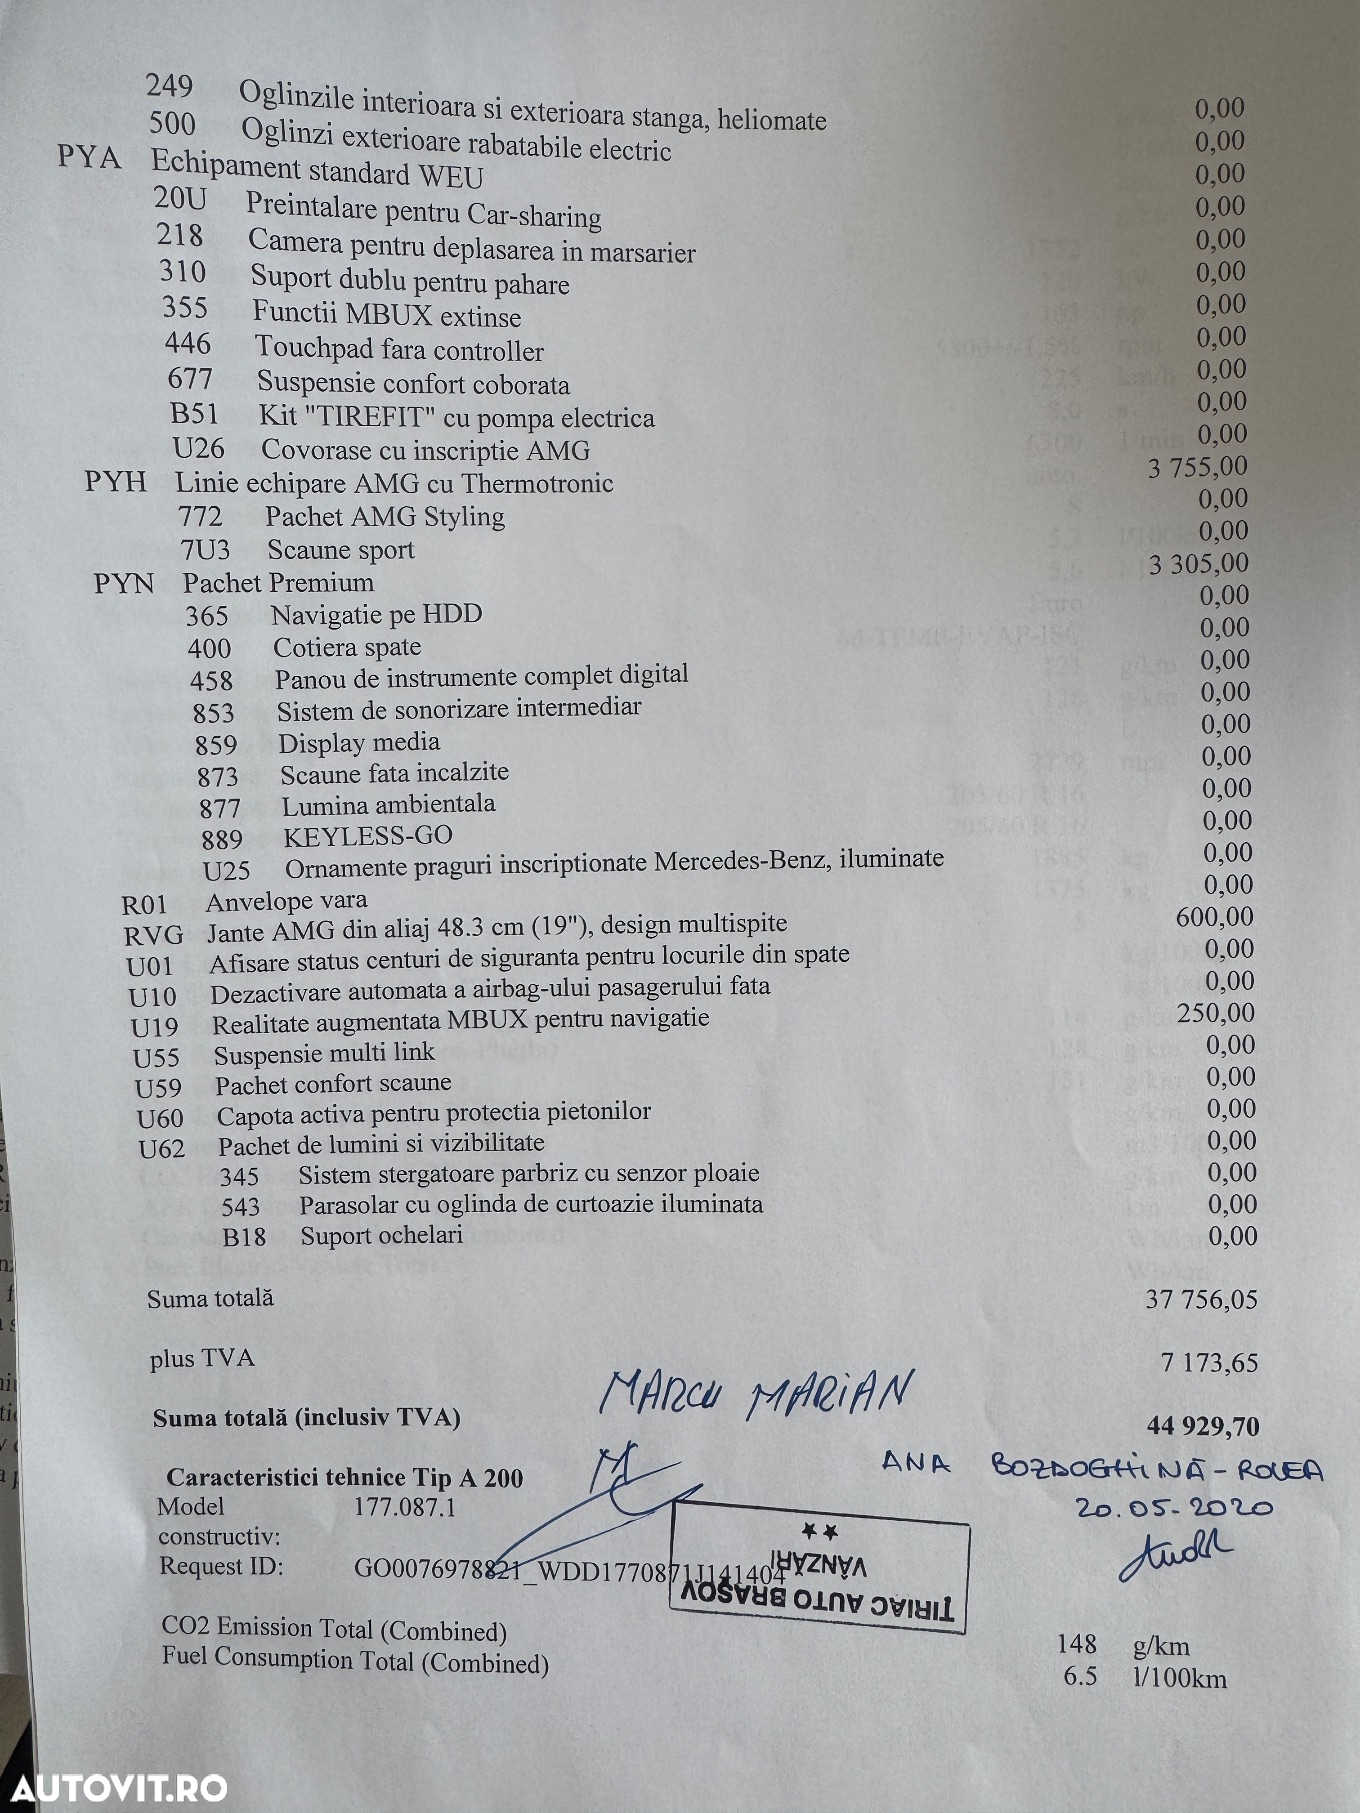 249 Oglinzile interioara si exterioara stanga, heliomate 0,00
500 Oglinzi exterioare rabatabile electric 0,00
PYA Echipament standard WEU 0,00
20U Preintalare pentru Car-sharing 0,00
218 Camera pentru deplasarea in marsarier 0,00
310 Suport dublu pentru pahare 0,00
355 Functii MBUX extinse 0,00
446 Touchpad fara controller 0,00
677 Suspensie confort coborata 0,00
B51 Kit "TIREFIT" cu pompa electrica 0,00
U26 Covorase cu inscriptie AMG 0,00
PYH Linie echipare AMG cu Thermotronic 3 755,00
772 Pachet AMG Styling 0,00
7U3 Scaune sport 0,00
PYN Pachet Premium 3 305,00
365 Navigatie pe HDD 0,00
400 Cotiera spate 0,00
458 Panou de instrumente complet digital 0,00
853 Sistem de sonorizare intermediar 0,00
859 Display media 0,00
873 Scaune fata incalzite 0,00
877 Lumina ambientala 0,00
889 KEYLESS-GO 0,00
U25 Ornamente praguri inscriptionate Mercedes-Benz, iluminate 0,00
R01 Anvelope vara 0,00
RVG Jante AMG din aliaj 48.3 cm (19"), design multispite 600,00
U01 Afisare status centuri de siguranta pentru locurile din spate 0,00
U10 Dezactivare automata a airbag-ului pasagerului fata 0,00
U19 Realitate augmentata MBUX pentru navigatie 250,00
U55 Suspensie multi link 0,00
U59 Pachet confort scaune 0,00
U60 Capota activa pentru protectia pietonilor 0,00
U62 Pachet de lumini si vizibilitate 0,00
345 Sistem stergatoare parbriz cu senzor ploaie 0,00
543 Parasolar cu oglinda de curtoazie iluminata 0,00
B18 Suport ochelari 0,00
Suma totală 37 756,05
plus TVA 7 173,65
MARCU MARIAN
Suma totală (inclusiv TVA) 44 929,70
ANA BOZDOGHINĂ-ROLEA
20.05.2020
Caracteristici tehnice Tip A 200
Model 177.087.1
constructiv:
Request ID: GO0076978821_WDD1770871J141404
ȚIRIAC AUTO BRAȘOV
VÂNZĂRI
CO2 Emission Total (Combined) 148 g/km
Fuel Consumption Total (Combined) 6.5 l/100km
AUTOVIT.RO